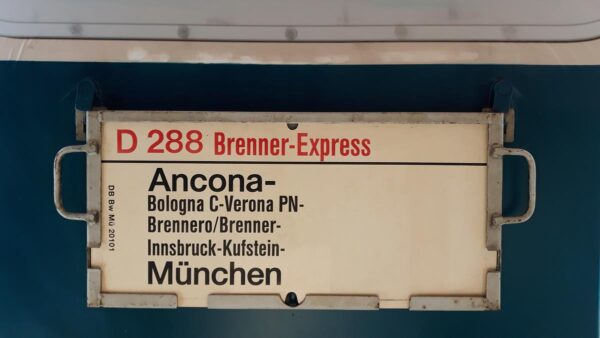 D 288 Brenner-Express
Ancona-
Bologna C-Verona PN-
Brennero/Brenner-
Innsbruck-Kufstein-
München
DB Bw Mü 20101